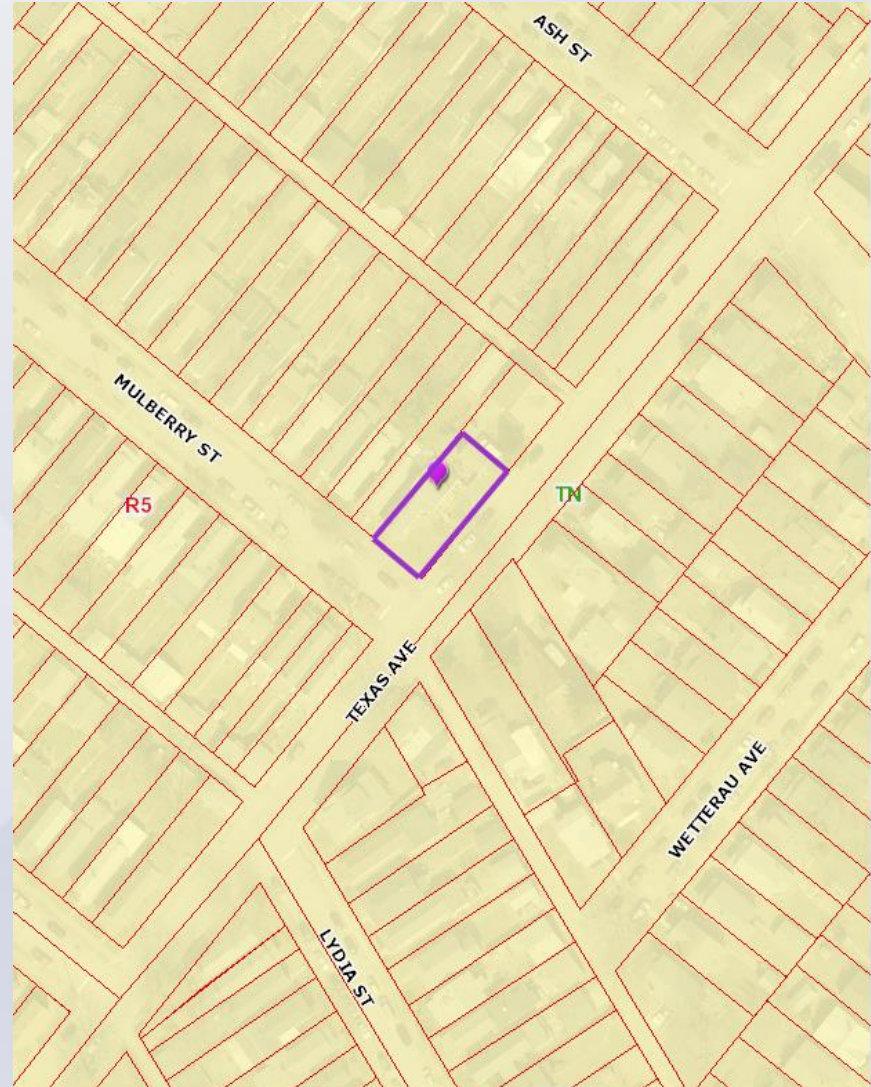 ASH ST
MULBERRY ST
R5
TN
TEXAS AVE
WETTERAU AVE
LYDIA ST